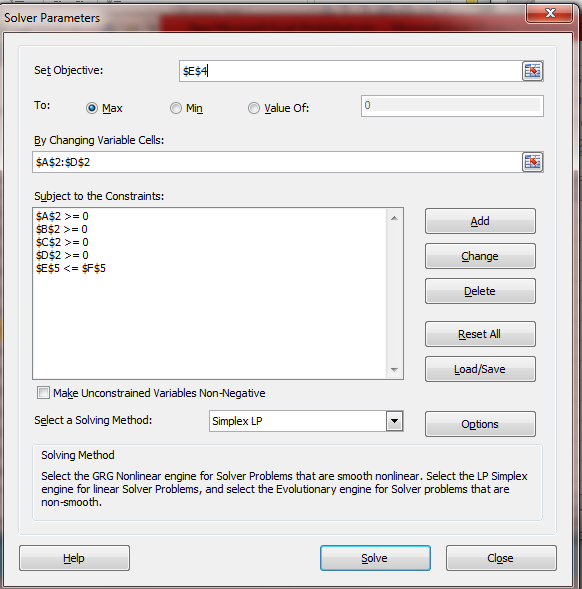 Solver Parameters
Set Objective:
$E$4
To:
Max
Min
Value Of:
0
By Changing Variable Cells:
$A$2:$D$2
Subject to the Constraints:
$A$2 >= 0
$B$2 >= 0
$C$2 >= 0
$D$2 >= 0
$E$5 <= $F$5
Add
Change
Delete
Reset All
Load/Save
Make Unconstrained Variables Non-Negative
Select a Solving Method:
Simplex LP
Options
Solving Method
Select the GRG Nonlinear engine for Solver Problems that are smooth nonlinear. Select the LP Simplex
engine for linear Solver Problems, and select the Evolutionary engine for Solver problems that are
non-smooth.
Help
Solve
Close